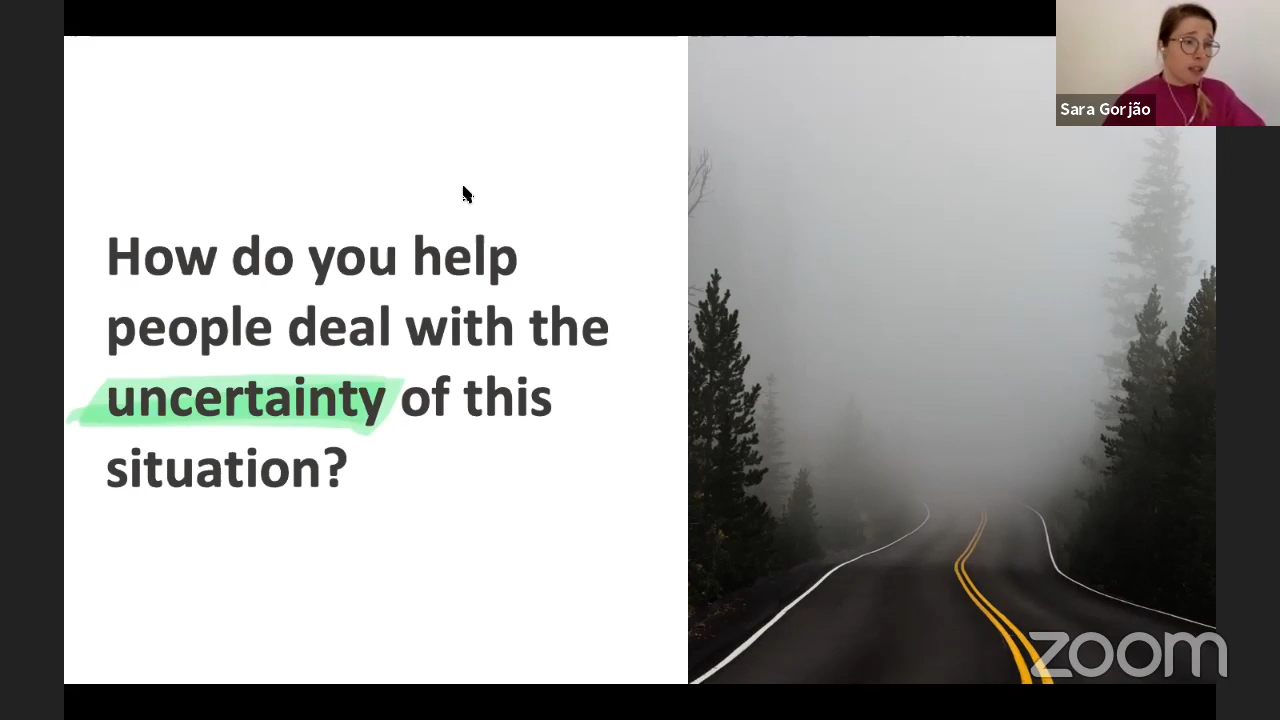 Sara Gorjão
How do you help
people deal with the
uncertainty of this
situation?
zoom